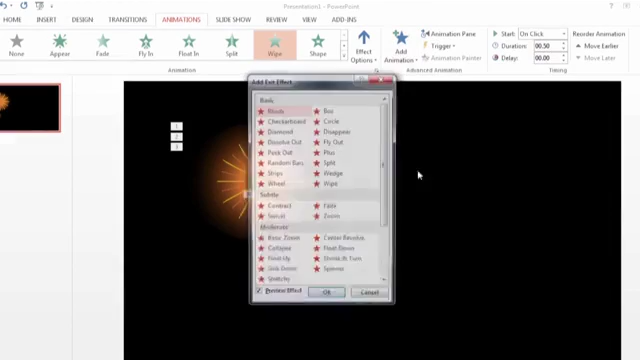 Presentation1 - PowerPoint
HOME INSERT DESIGN TRANSITIONS ANIMATIONS SLIDE SHOW REVIEW VIEW ADD-INS
None Appear Fade Fly In Float In Split Wipe Shape
Effect Options
Add Animation
Animation Pane
Trigger
Animation Painter
Start: On Click
Duration: 00.50
Delay: 00.00
Reorder Animation
Move Earlier
Move Later
Animation Advanced Animation Timing
1
2
3
Add Exit Effect
Basic
Blinds Box
Checkerboard Circle
Diamond Disappear
Dissolve Out Fly Out
Peek Out Plus
Random Bars Split
Strips Wedge
Wheel Wipe
Subtle
Contract Fade
Swivel Zoom
Moderate
Basic Zoom Center Revolve
Collapse Float Down
Float Up Shrink & Turn
Sink Down Spinner
Stretchy
Preview Effect OK Cancel